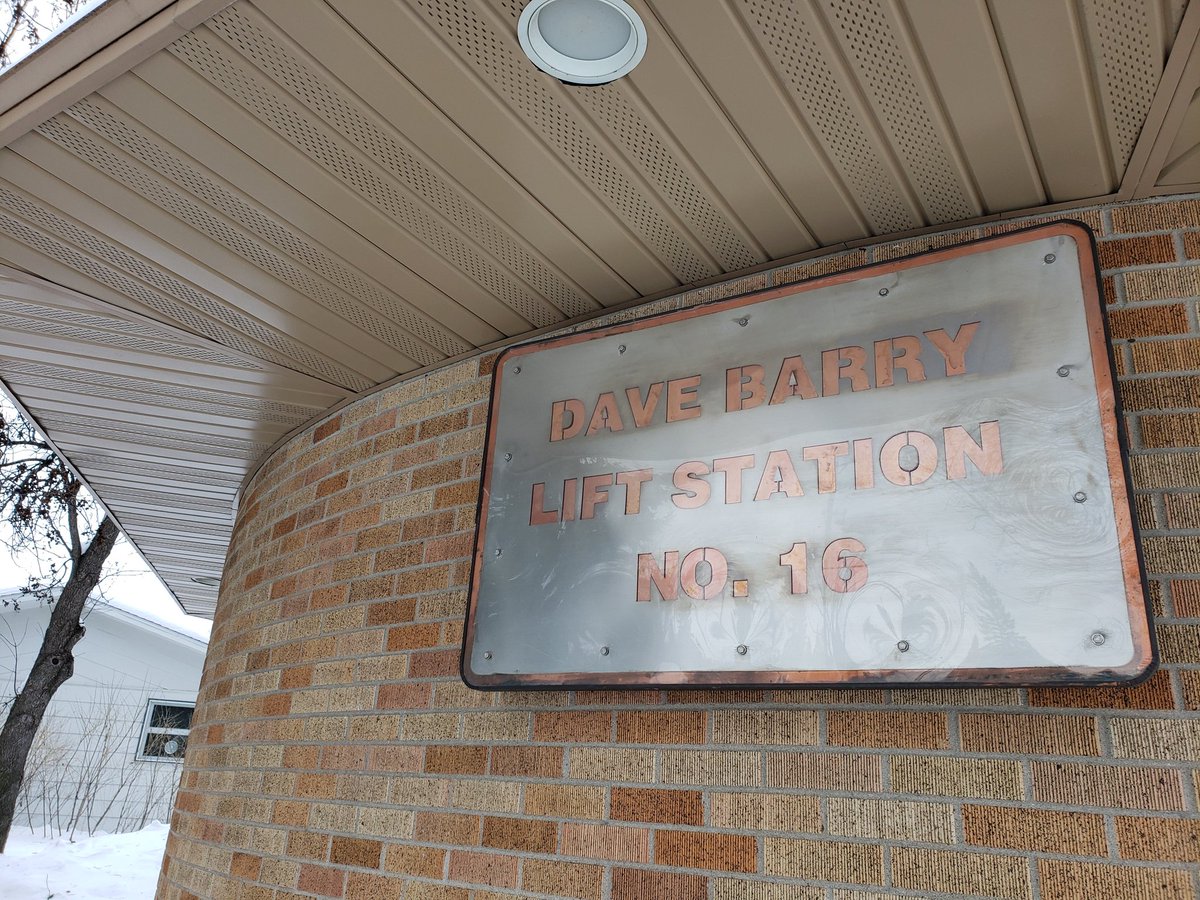 DAVE BARRY
LIFT STATION
NO. 16